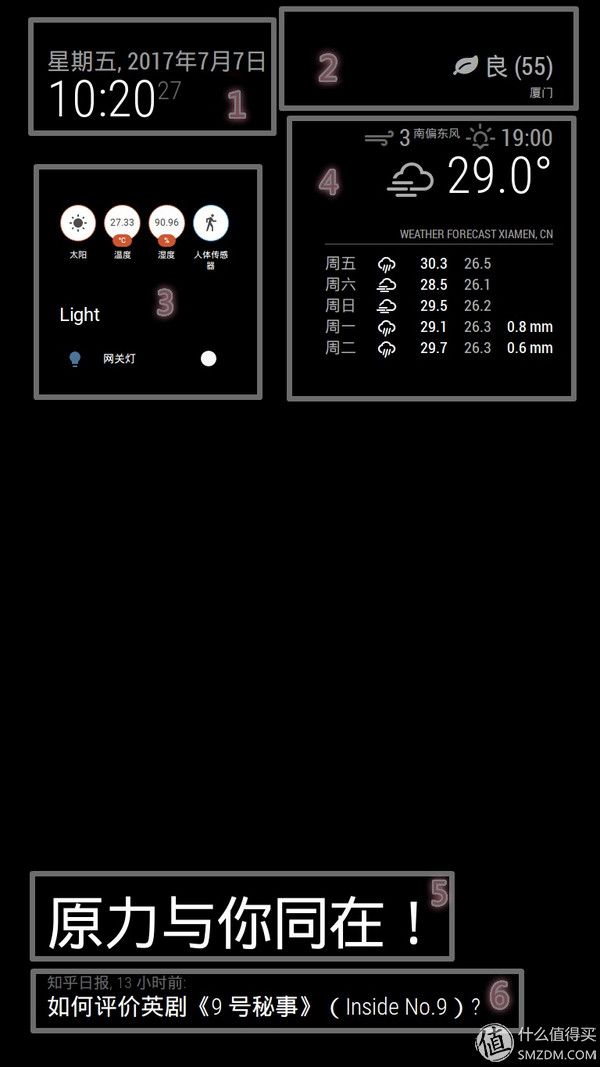 星期五, 2017年7月7日
10:20 27
1
2
良 (55)
厦门
3 南偏东风 19:00
4
29.0°
WEATHER FORECAST XIAMEN, CN
周五 30.3 26.5
周六 28.5 26.1
周日 29.5 26.2
周一 29.1 26.3 0.8 mm
周二 29.7 26.3 0.6 mm
27.33 90.96
°C %
太阳 温度 湿度 人体传感器
3
Light
网关灯
5
原力与你同在！
知乎日报, 13 小时前:
如何评价英剧《9 号秘事》（Inside No.9）?
6
值 什么值得买
SMZDM.COM